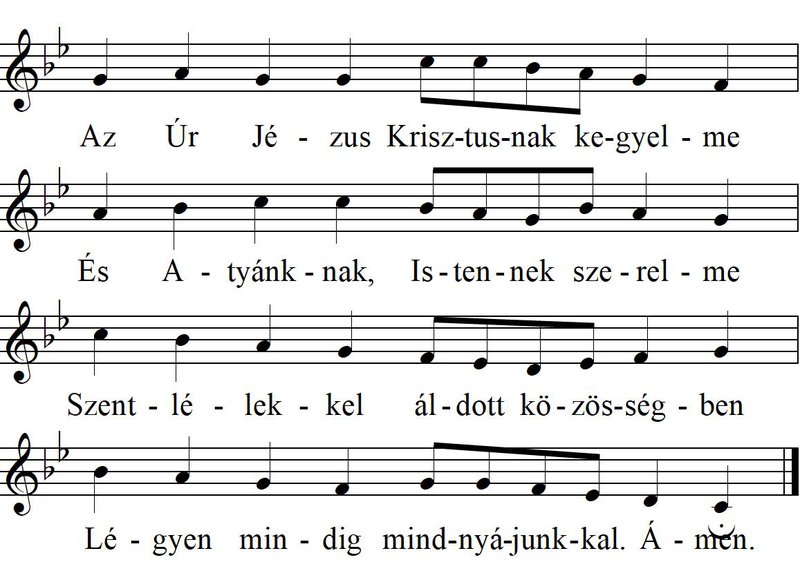 Az Úr Jé - zus Krisz-tus-nak ke-gyel - me
És A - tyánk - nak, Is - ten - nek sze - rel - me
Szent - lé - lek - kel ál - dott kö - zös - ség - ben
Lé - gyen min - dig mind-nyá-junk-kal. Á - men.